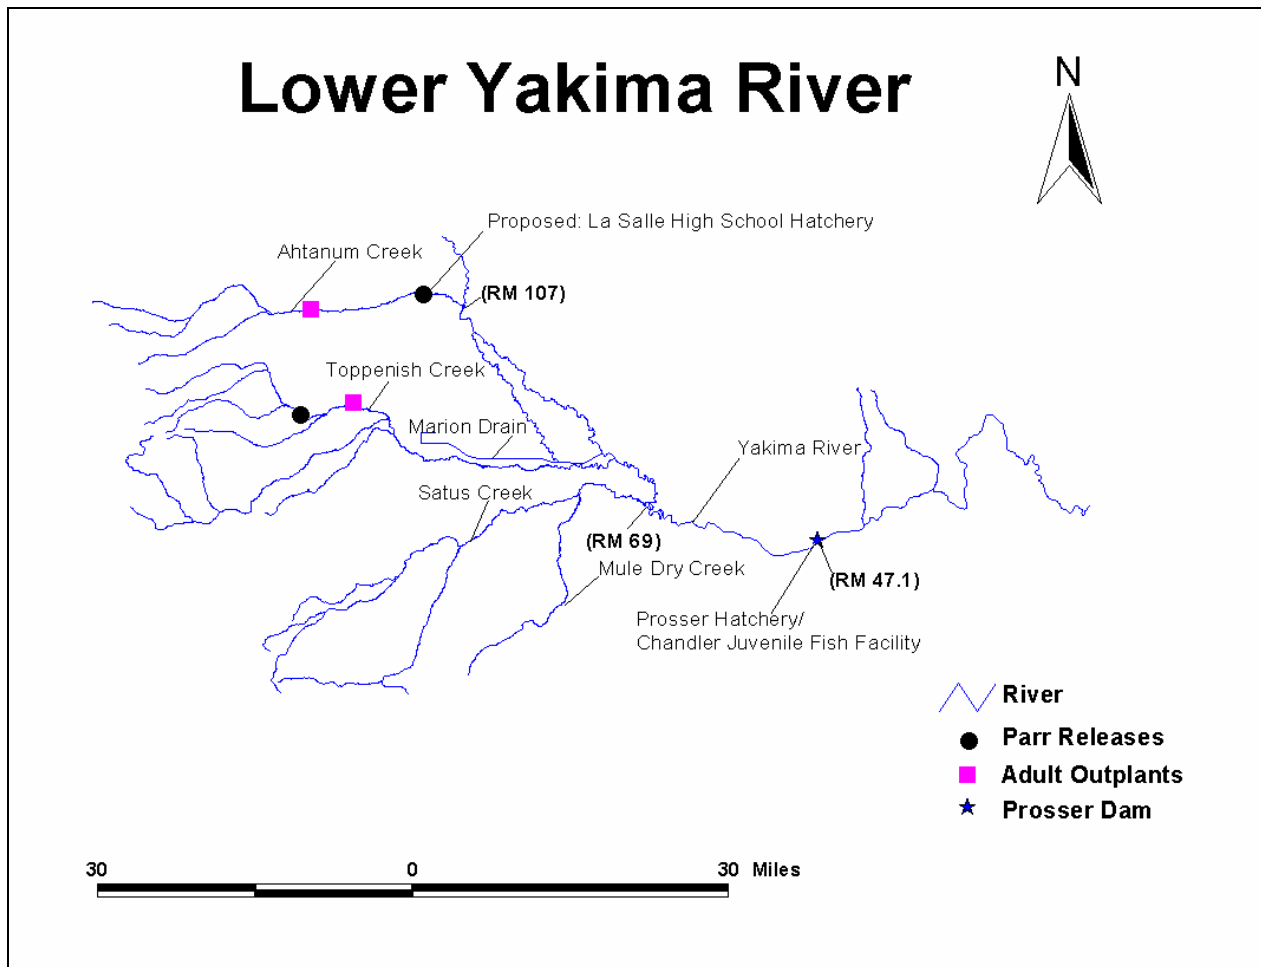 Lower Yakima River
N
Proposed: La Salle High School Hatchery
Ahtanum Creek
(RM 107)
Toppenish Creek
Marion Drain
Yakima River
Satus Creek
(RM 69)
Mule Dry Creek
(RM 47.1)
Prosser Hatchery/
Chandler Juvenile Fish Facility
River
Parr Releases
Adult Outplants
Prosser Dam
30 0 30 Miles